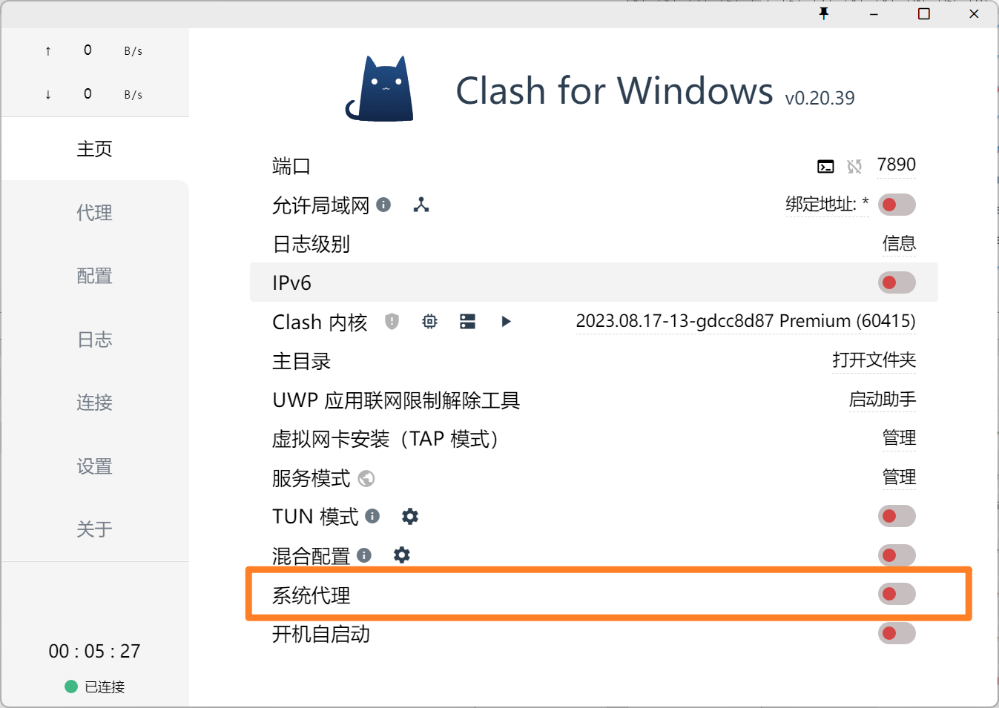 ↑ 0 B/s
↓ 0 B/s
主页
代理
配置
日志
连接
设置
关于
00 : 05 : 27
已连接
Clash for Windows v0.20.39
端口 7890
允许局域网 绑定地址: *
日志级别 信息
IPv6
Clash 内核 2023.08.17-13-gdcc8d87 Premium (60415)
主目录 打开文件夹
UWP 应用联网限制解除工具 启动助手
虚拟网卡安装（TAP 模式） 管理
服务模式 管理
TUN 模式
混合配置
系统代理
开机自启动